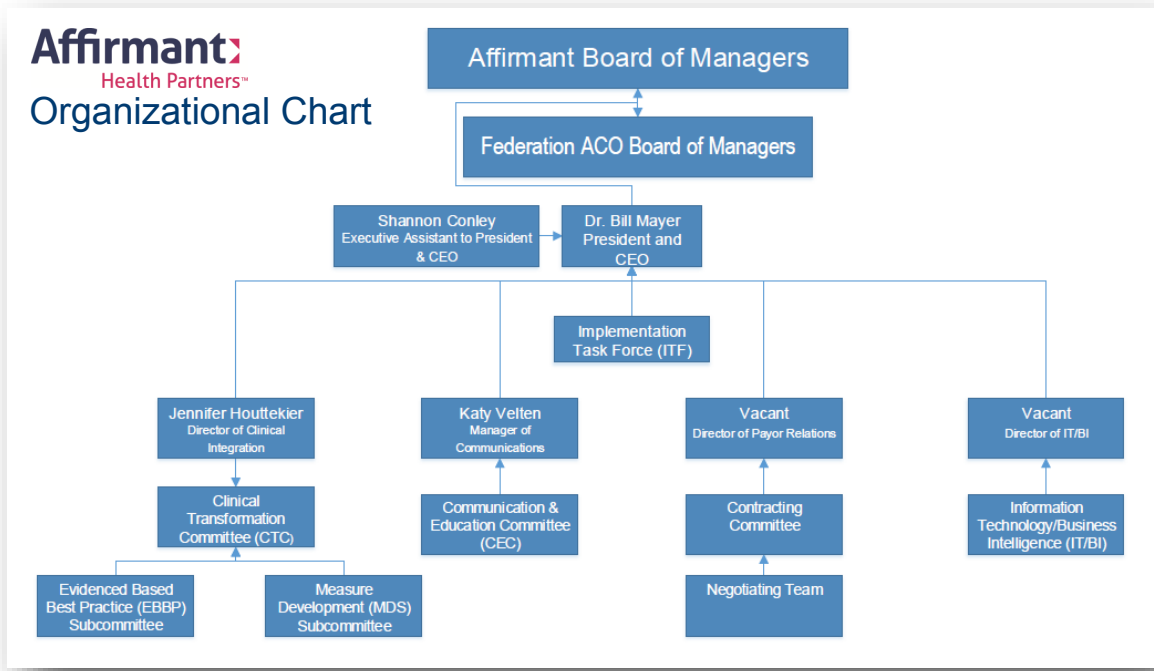 Affirmant
Health Partners™
Organizational Chart
Affirmant Board of Managers
Federation ACO Board of Managers
Shannon Conley
Executive Assistant to President
& CEO
Dr. Bill Mayer
President and
CEO
Implementation
Task Force (ITF)
Jennifer Houttekier
Director of Clinical
Integration
Katy Velten
Manager of
Communications
Vacant
Director of Payor Relations
Vacant
Director of IT/BI
Clinical
Transformation
Committee (CTC)
Communication &
Education Committee
(CEC)
Contracting
Committee
Information
Technology/Business
Intelligence (IT/BI)
Evidenced Based
Best Practice (EBBP)
Subcommittee
Measure
Development (MDS)
Subcommittee
Negotiating Team